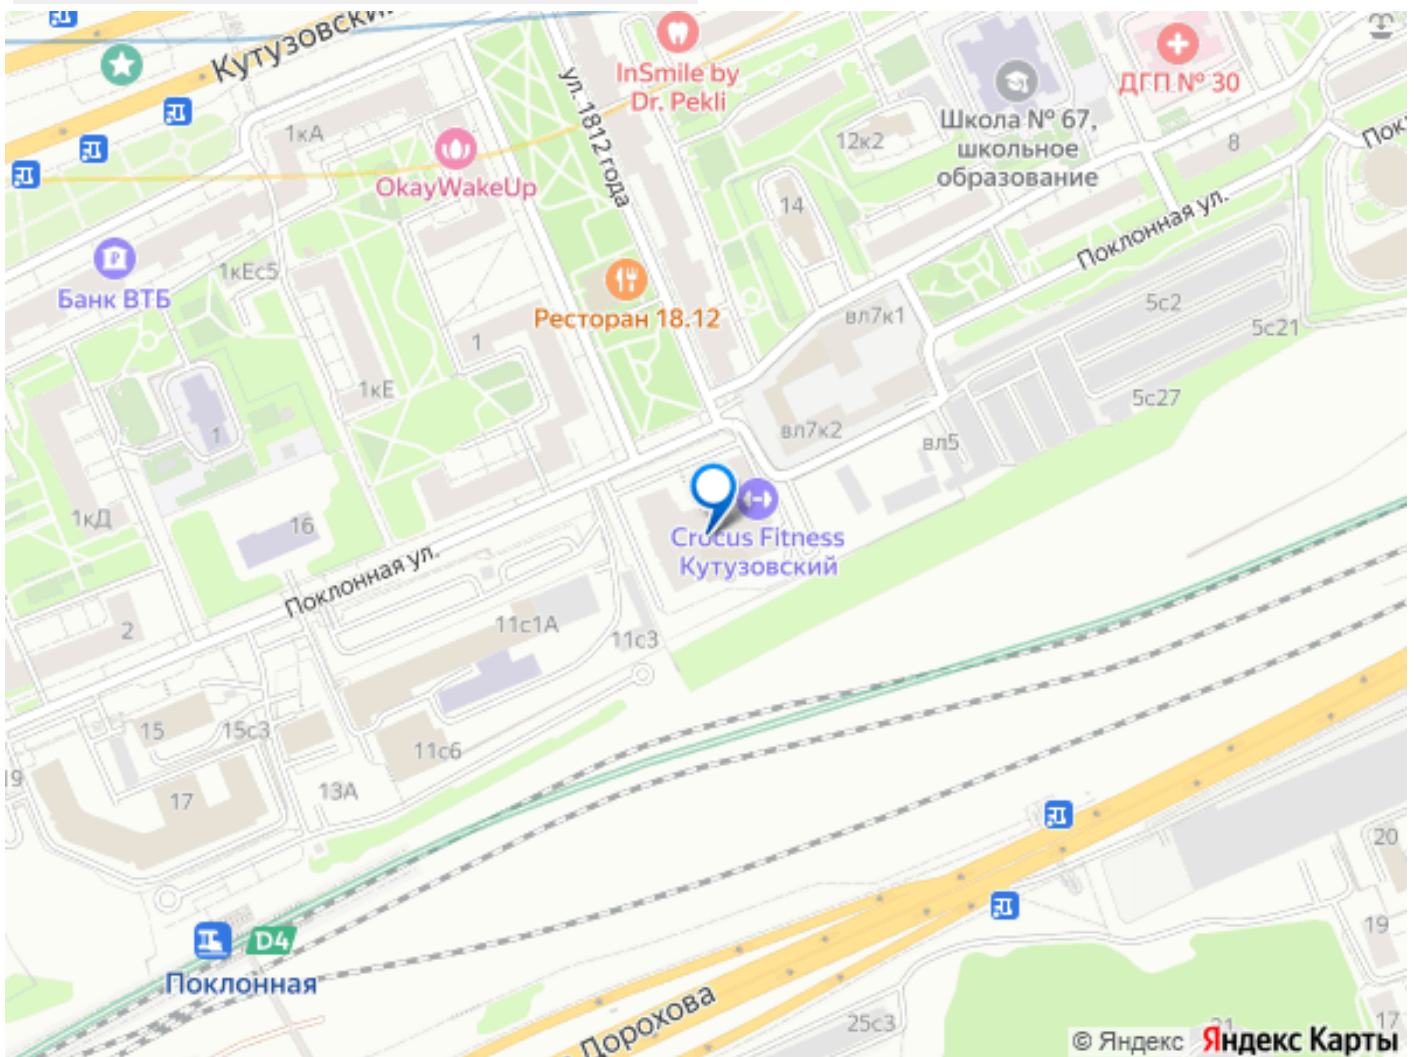 Кутузовский
InSmile by
Dr. Pekli
ДГП № 30
ул. 1812 года
1кА
OkayWakeUp
12к2
Школа № 67,
школьное
образование
8
14
Поклонная ул.
Банк ВТБ
1кЕс5
Ресторан 18.12
вл7к1
5с2
5с21
1
1кЕ
5с27
1
вл7к2
вл5
1кД
16
Crocus Fitness
Кутузовский
Поклонная ул.
2
11с1А
11с3
15
15с3
11с6
19
17
13А
20
D4
Поклонная
19
Дорохова
25с3
21
17
© Яндекс Яндекс Карты